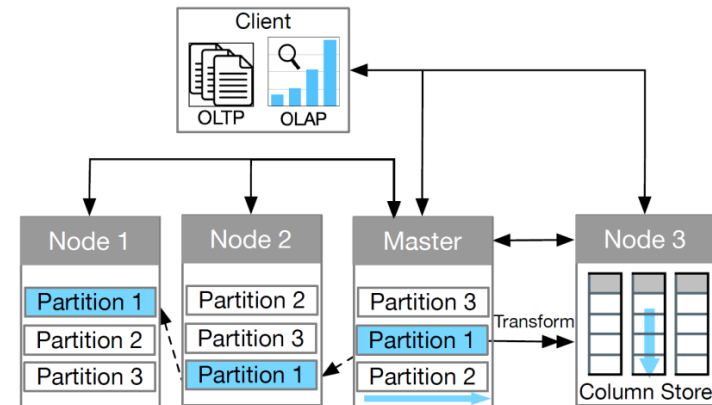 Client
OLTP
OLAP
Node 1
Partition 1
Partition 2
Partition 3
Node 2
Partition 2
Partition 3
Partition 1
Master
Partition 3
Partition 1
Partition 2
Transform
Node 3
Column Store